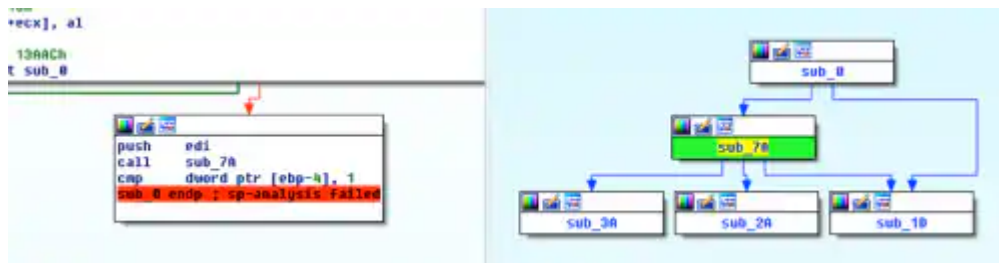 +ecx], al
13AACh
t sub_0
push edi
call sub_7A
cmp dword ptr [ebp-4], 1
sub_0 endp ; sp-analysis failed
sub_0
sub_7A
sub_3A
sub_2A
sub_1D